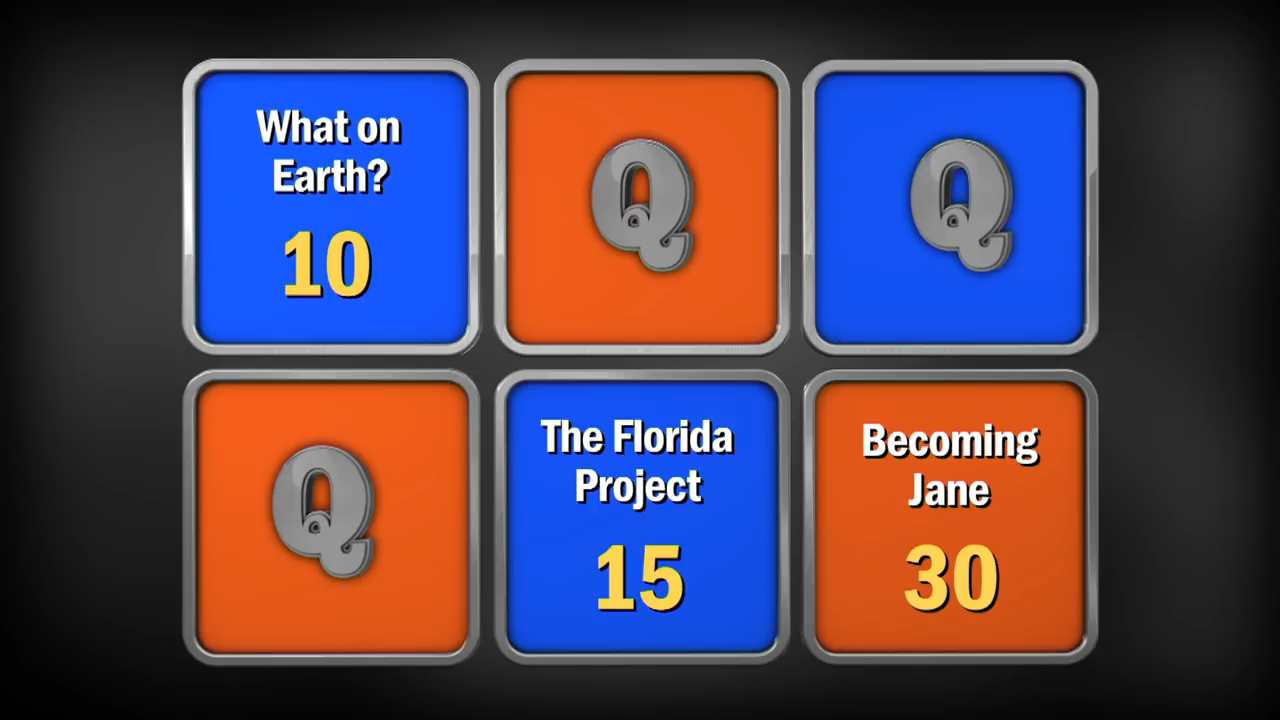 What on
Earth?
10
Q
Q
Q
The Florida
Project
15
Becoming
Jane
30